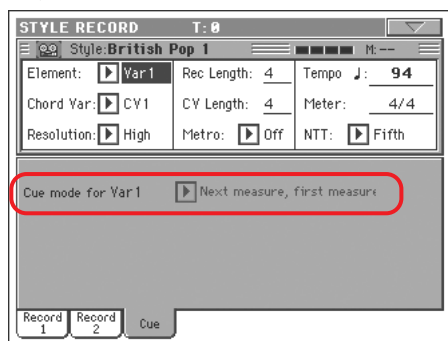 STYLE RECORD T:0
Style:British Pop 1 M:--
Element: Var1 Rec Length: 4 Tempo ♩: 94
Chord Var: CV1 CV Length: 4 Meter: 4/4
Resolution: High Metro: Off NTT: Fifth
Cue mode for Var1 Next measure, first measure
Record 1 Record 2 Cue